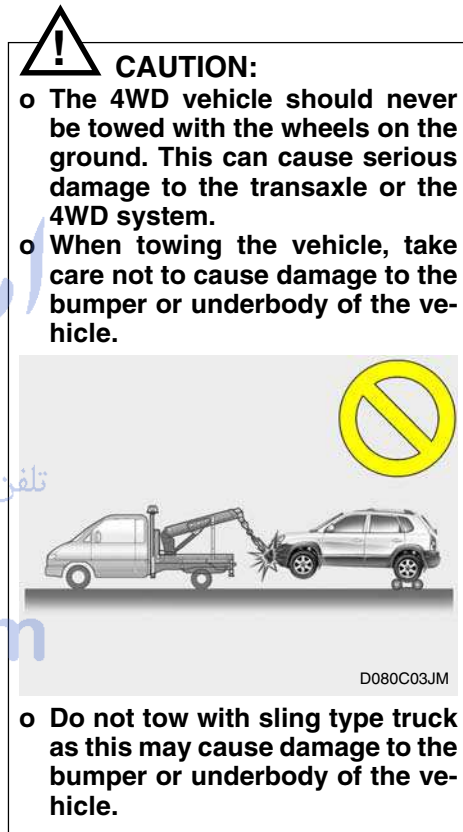 !
CAUTION:
o The 4WD vehicle should never
be towed with the wheels on the
ground. This can cause serious
damage to the transaxle or the
4WD system.
o When towing the vehicle, take
care not to cause damage to the
bumper or underbody of the ve-
hicle.
تلفن
m
D080C03JM
o Do not tow with sling type truck
as this may cause damage to the
bumper or underbody of the ve-
hicle.